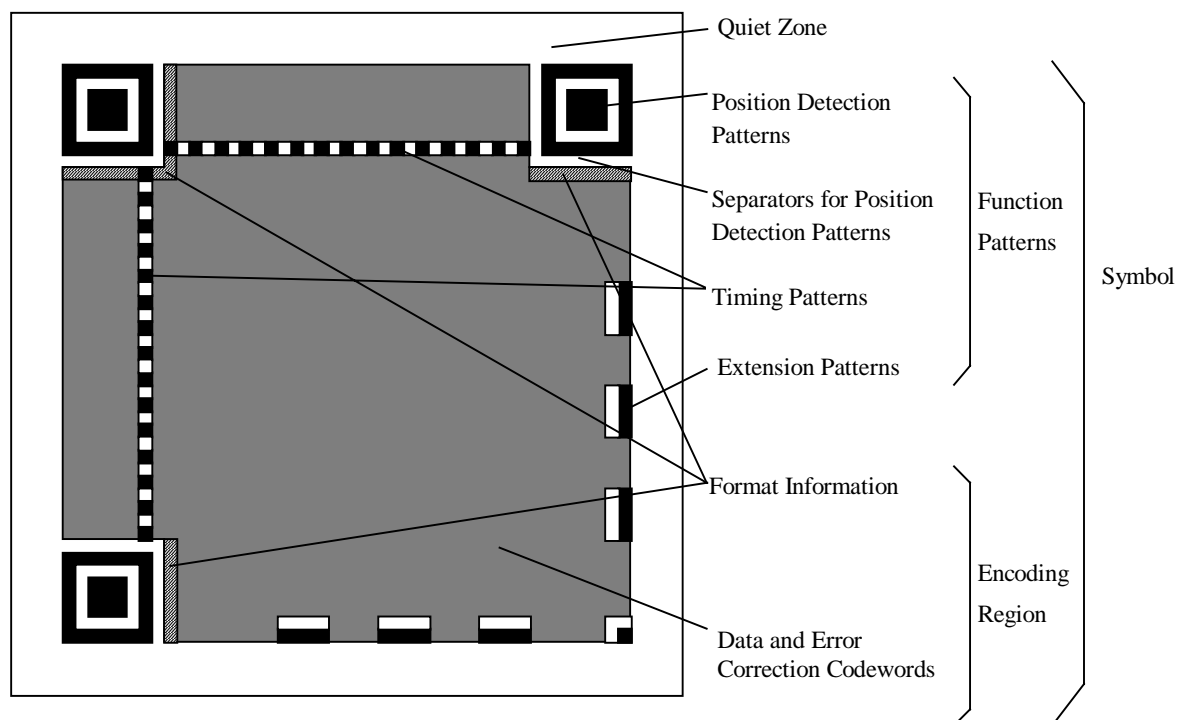 Quiet Zone
Position Detection
Patterns
Separators for Position
Detection Patterns
Function
Patterns
Symbol
Timing Patterns
Extension Patterns
Format Information
Encoding
Region
Data and Error
Correction Codewords